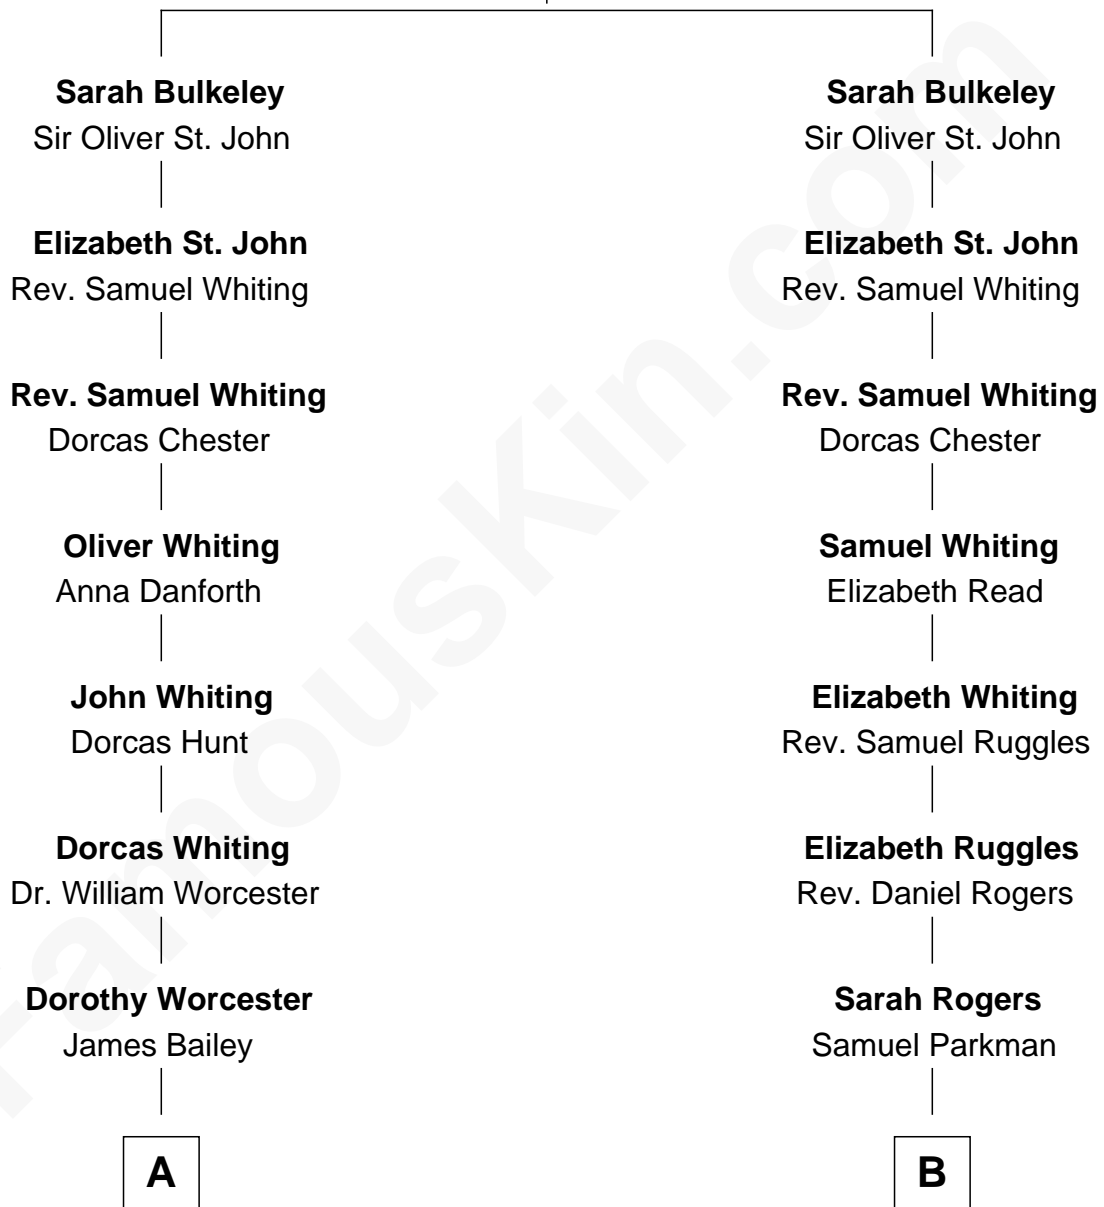 Sarah Bulkeley
Sir Oliver St. John
Elizabeth St. John
Rev. Samuel Whiting
Rev. Samuel Whiting
Dorcas Chester
Oliver Whiting
Anna Danforth
John Whiting
Dorcas Hunt
Dorcas Whiting
Dr. William Worcester
Dorothy Worcester
James Bailey
A
Sarah Bulkeley
Sir Oliver St. John
Elizabeth St. John
Rev. Samuel Whiting
Rev. Samuel Whiting
Dorcas Chester
Samuel Whiting
Elizabeth Read
Elizabeth Whiting
Rev. Samuel Ruggles
Elizabeth Ruggles
Rev. Daniel Rogers
Sarah Rogers
Samuel Parkman
B
FamousKin.com